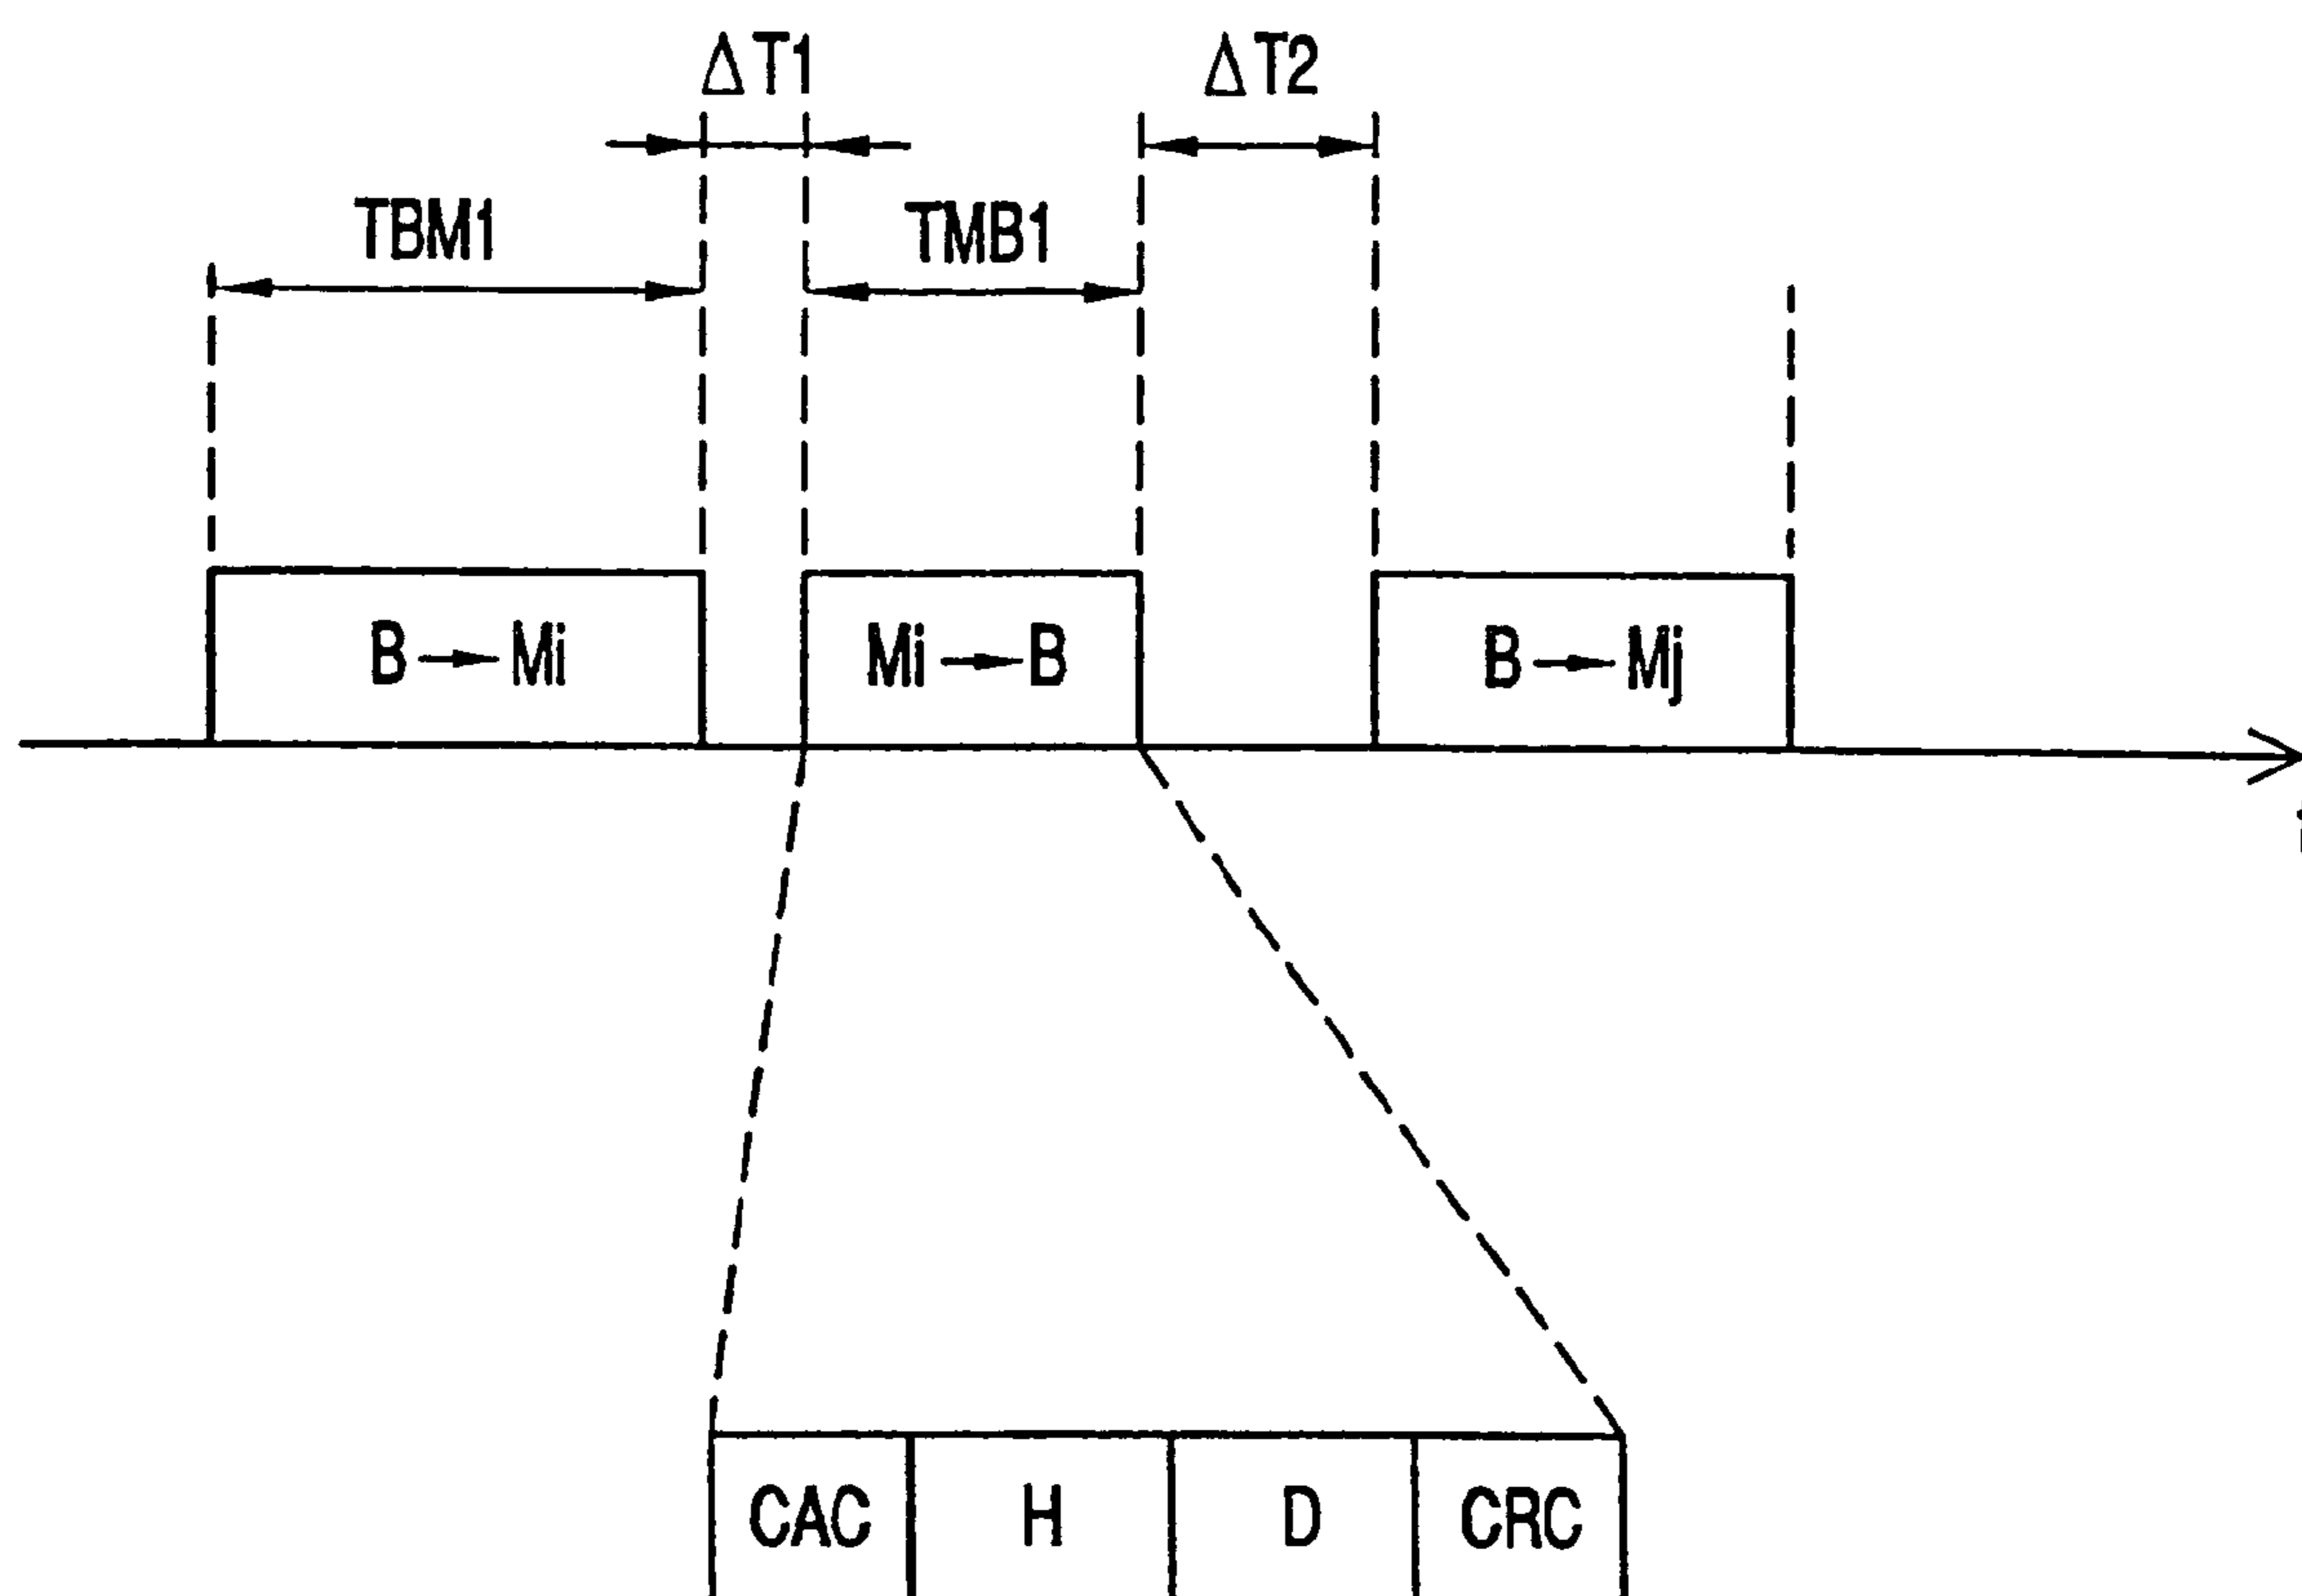 ΔT1 ΔT2
TBM1 TMB1
B → Mi Mi → B B → Mj
CAC H D CRC